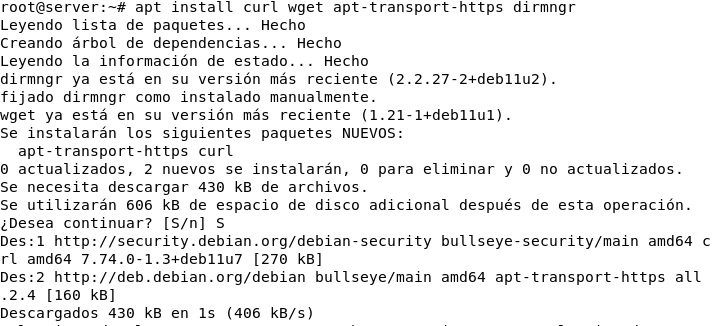 root@server:~# apt install curl wget apt-transport-https dirmngr
Leyendo lista de paquetes... Hecho
Creando árbol de dependencias... Hecho
Leyendo la información de estado... Hecho
dirmngr ya está en su versión más reciente (2.2.27-2+deb11u2).
fijado dirmngr como instalado manualmente.
wget ya está en su versión más reciente (1.21-1+deb11u1).
Se instalarán los siguientes paquetes NUEVOS:
apt-transport-https curl
0 actualizados, 2 nuevos se instalarán, 0 para eliminar y 0 no actualizados.
Se necesita descargar 430 kB de archivos.
Se utilizarán 606 kB de espacio de disco adicional después de esta operación.
¿Desea continuar? [S/n] S
Des:1 http://security.debian.org/debian-security bullseye-security/main amd64 c
rl amd64 7.74.0-1.3+deb11u7 [270 kB]
Des:2 http://deb.debian.org/debian bullseye/main amd64 apt-transport-https all
.2.4 [160 kB]
Descargados 430 kB en 1s (406 kB/s)